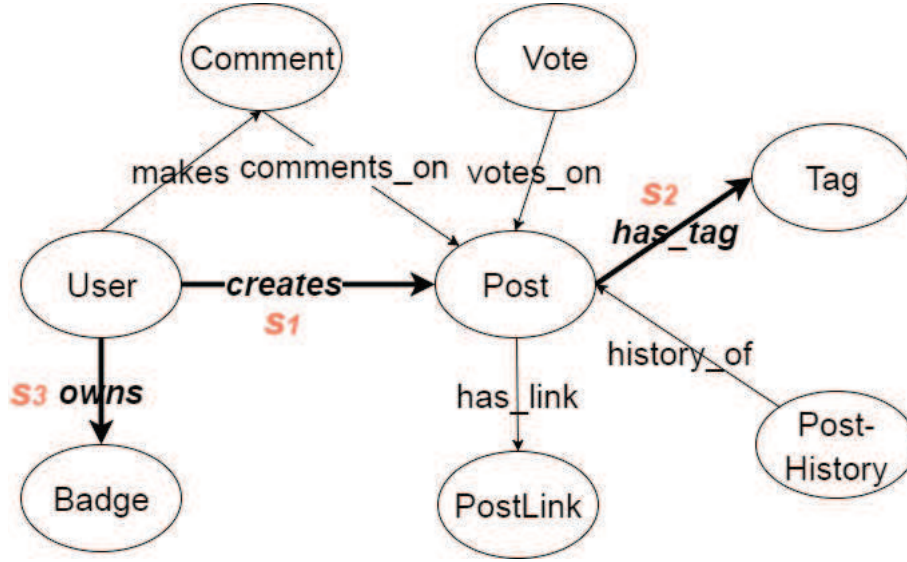 Comment
Vote
makes
comments_on
votes_on
s2
Tag
has_tag
User
creates
Post
s1
history_of
s3 owns
has_link
Post-
History
Badge
PostLink